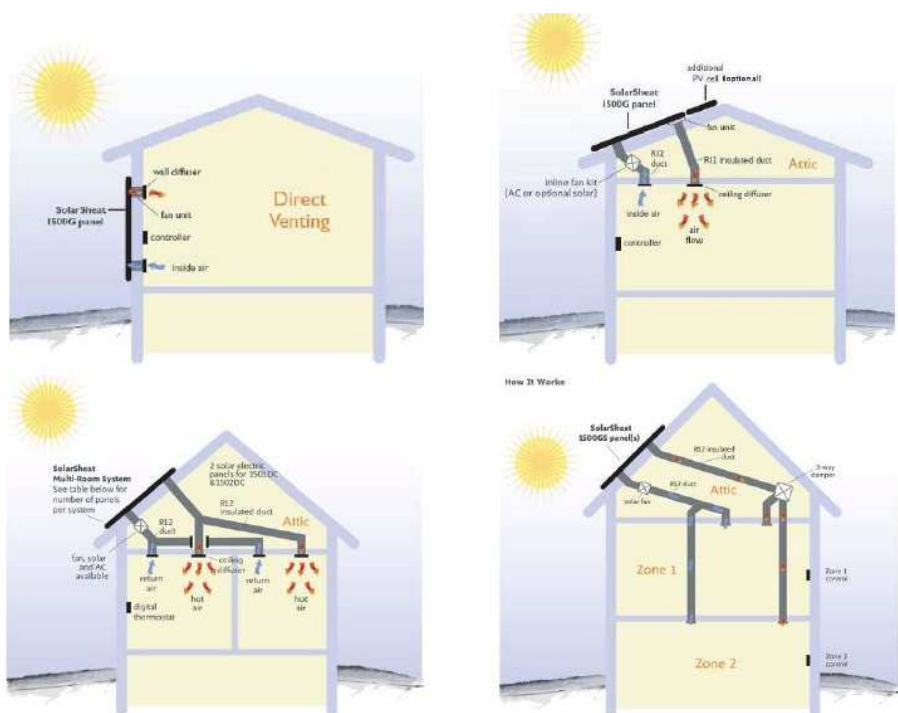 wall diffuser
SolarSheat
1500G panel
fan unit
controller
inside air
Direct
Venting
additional
PV cell (optional)
SolarSheat
1500G panel
fan unit
R12
duct
R12 insulated duct
Attic
inline fan kit
(AC or optional solar)
ceiling diffuser
inside air
air
flow
controller
SolarSheat
Multi-Room System
See table below for
number of panels
per system
2 solar electric
panels for 1501DC
&1502DC
R12
duct
R12
insulated duct
Attic
fan, solar
and AC
available
return
air
ceiling
diffuser
return
air
hot
air
hot
air
digital
thermostat
How It Works
SolarSheat
1500GS panel(s)
R12 insulated
duct
R12 duct
Attic
solar fan
damper
Zone 1
Zone 1
control
Zone 2
Zone 2
control